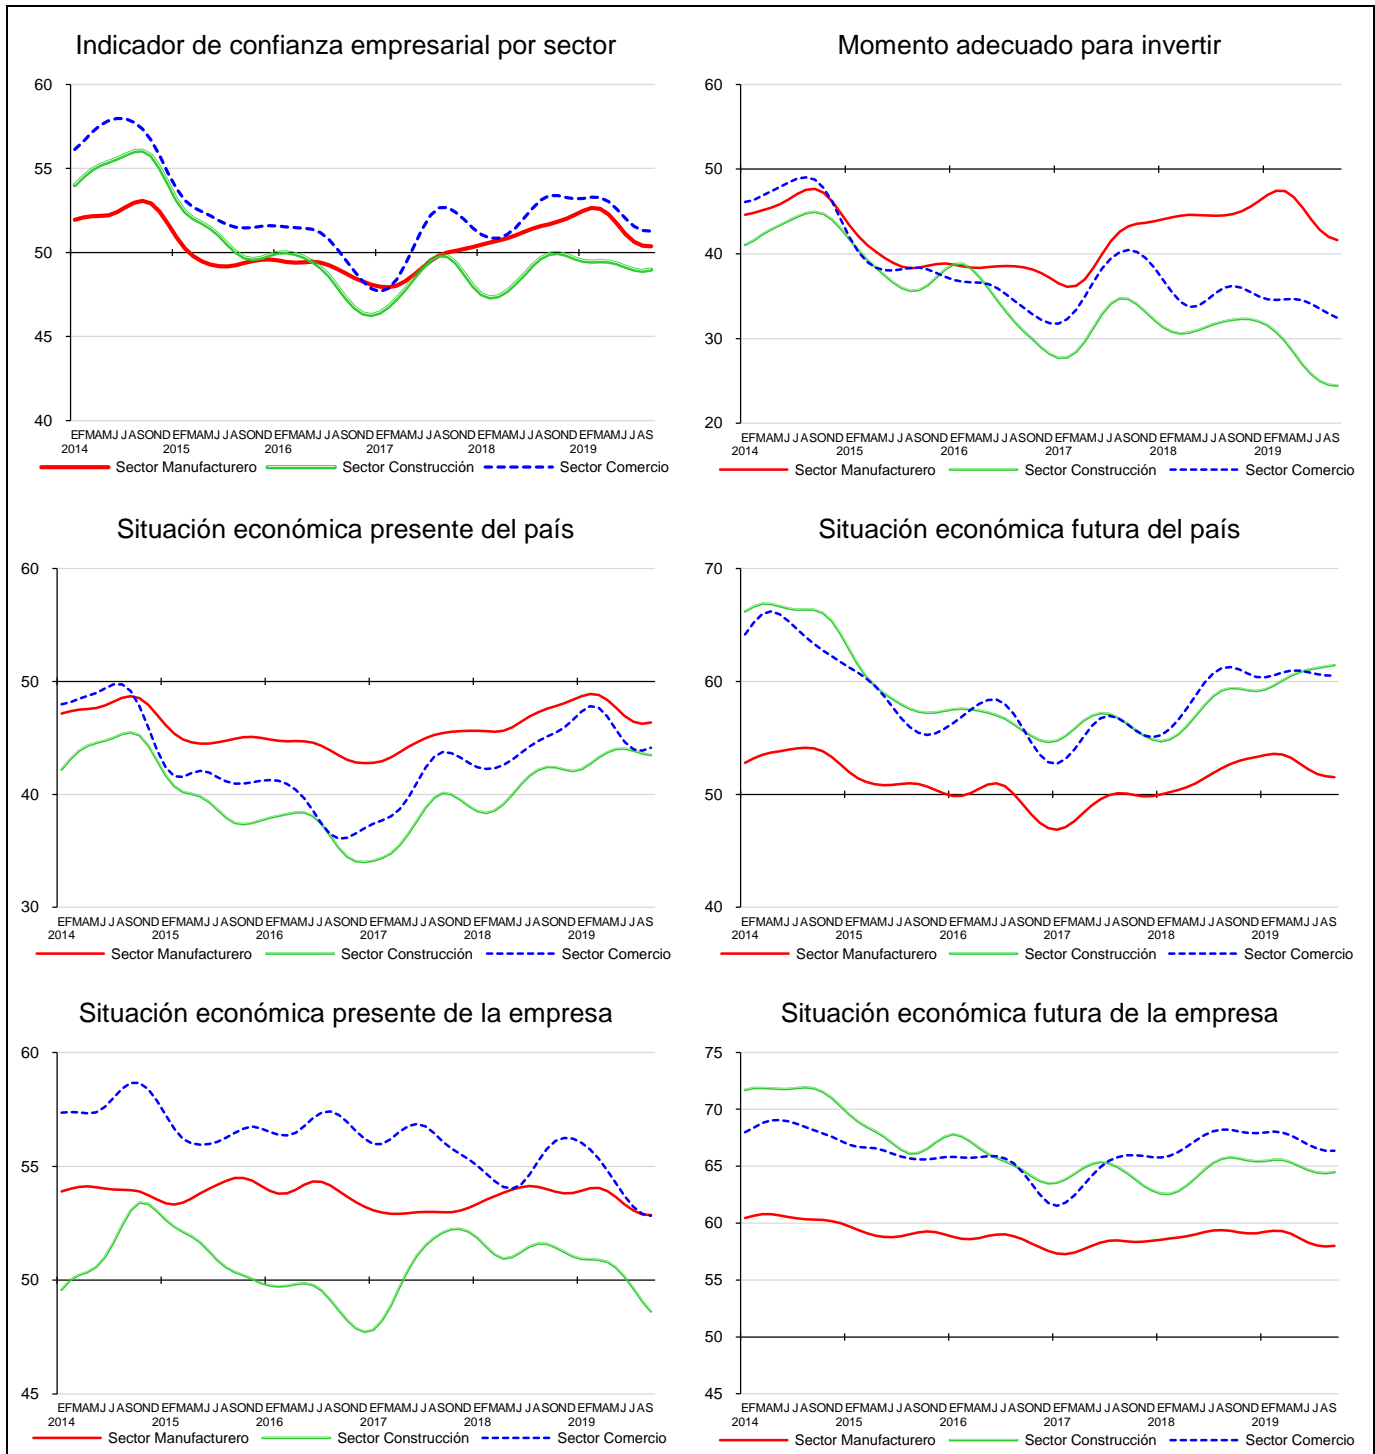 Indicador de confianza empresarial por sector
60
55
50
45
40
EFMAMJ JASOND EFMAMJ JASOND EFMAMJ JASOND EFMAMJ JASOND EFMAMJ JASOND EFMAMJ JAS
2014 2015 2016 2017 2018 2019
Sector Manufacturero Sector Construcción Sector Comercio
Momento adecuado para invertir
60
50
40
30
20
EFMAMJ JASOND EFMAMJ JASOND EFMAMJ JASOND EFMAMJ JASOND EFMAMJ JASOND EFMAMJ JAS
2014 2015 2016 2017 2018 2019
Sector Manufacturero Sector Construcción Sector Comercio
Situación económica presente del país
60
50
40
30
EFMAMJ JASOND EFMAMJ JASOND EFMAMJ JASOND EFMAMJ JASOND EFMAMJ JASOND EFMAMJ JAS
2014 2015 2016 2017 2018 2019
Sector Manufacturero Sector Construcción Sector Comercio
Situación económica futura del país
70
60
50
40
EFMAMJ JASOND EFMAMJ JASOND EFMAMJ JASOND EFMAMJ JASOND EFMAMJ JASOND EFMAMJ JAS
2014 2015 2016 2017 2018 2019
Sector Manufacturero Sector Construcción Sector Comercio
Situación económica presente de la empresa
60
55
50
45
EFMAMJ JASOND EFMAMJ JASOND EFMAMJ JASOND EFMAMJ JASOND EFMAMJ JASOND EFMAMJ JAS
2014 2015 2016 2017 2018 2019
Sector Manufacturero Sector Construcción Sector Comercio
Situación económica futura de la empresa
75
70
65
60
55
50
45
EFMAMJ JASOND EFMAMJ JASOND EFMAMJ JASOND EFMAMJ JASOND EFMAMJ JASOND EFMAMJ JAS
2014 2015 2016 2017 2018 2019
Sector Manufacturero Sector Construcción Sector Comercio